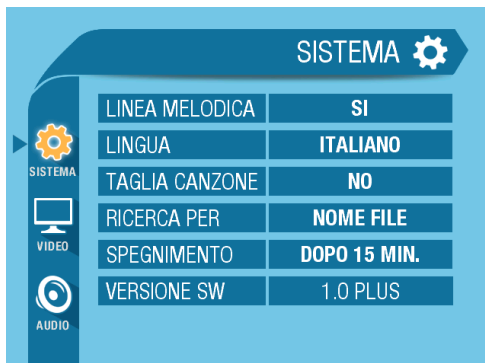 SISTEMA
LINEA MELODICA SI
LINGUA ITALIANO
TAGLIA CANZONE NO
RICERCA PER NOME FILE
SPEGNIMENTO DOPO 15 MIN.
VERSIONE SW 1.0 PLUS
SISTEMA
VIDEO
AUDIO